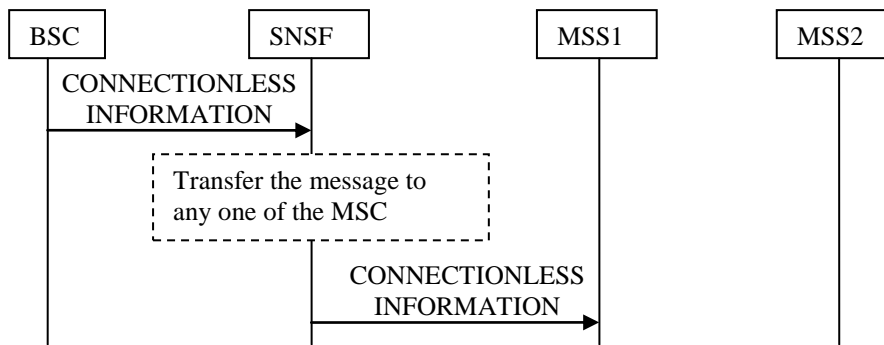 BSC
SNSF
MSS1
MSS2
CONNECTIONLESS
INFORMATION
Transfer the message to
any one of the MSC
CONNECTIONLESS
INFORMATION